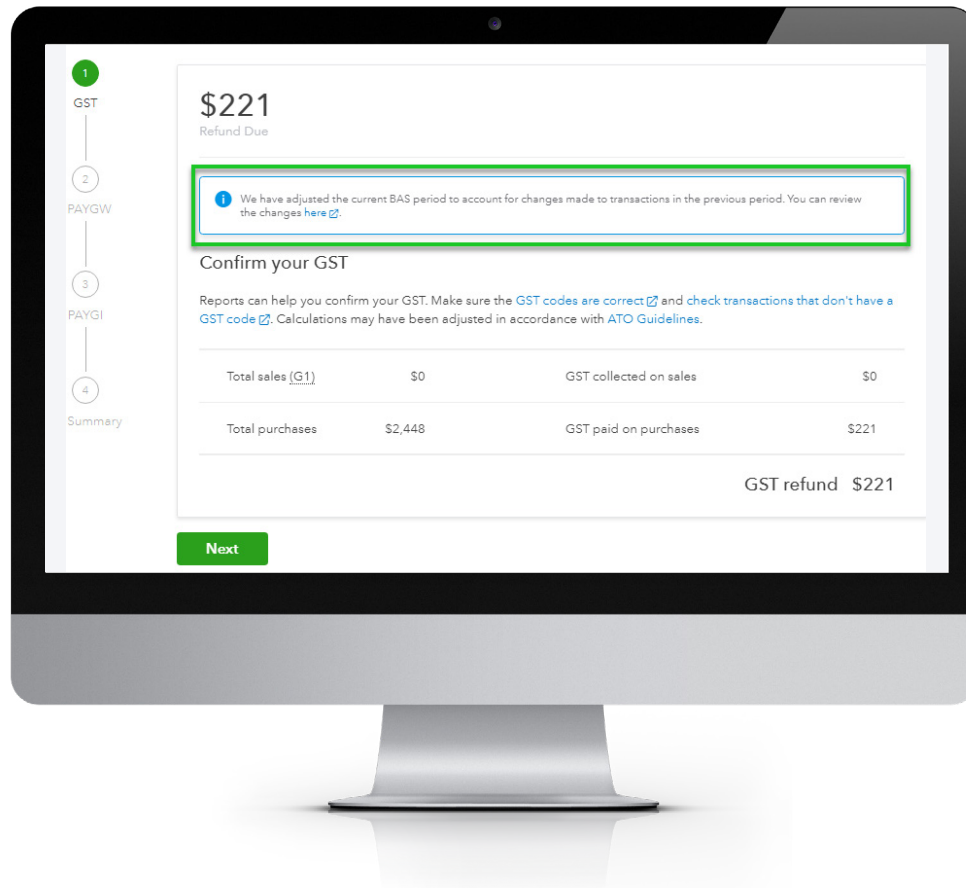 1
GST
2
PAYGW
3
PAYGI
4
Summary
$221
Refund Due
We have adjusted the current BAS period to account for changes made to transactions in the previous period. You can review
the changes here.
Confirm your GST
Reports can help you confirm your GST. Make sure the GST codes are correct and check transactions that don't have a
GST code. Calculations may have been adjusted in accordance with ATO Guidelines.
Total sales (G1) $0 GST collected on sales $0
Total purchases $2,448 GST paid on purchases $221
GST refund $221
Next